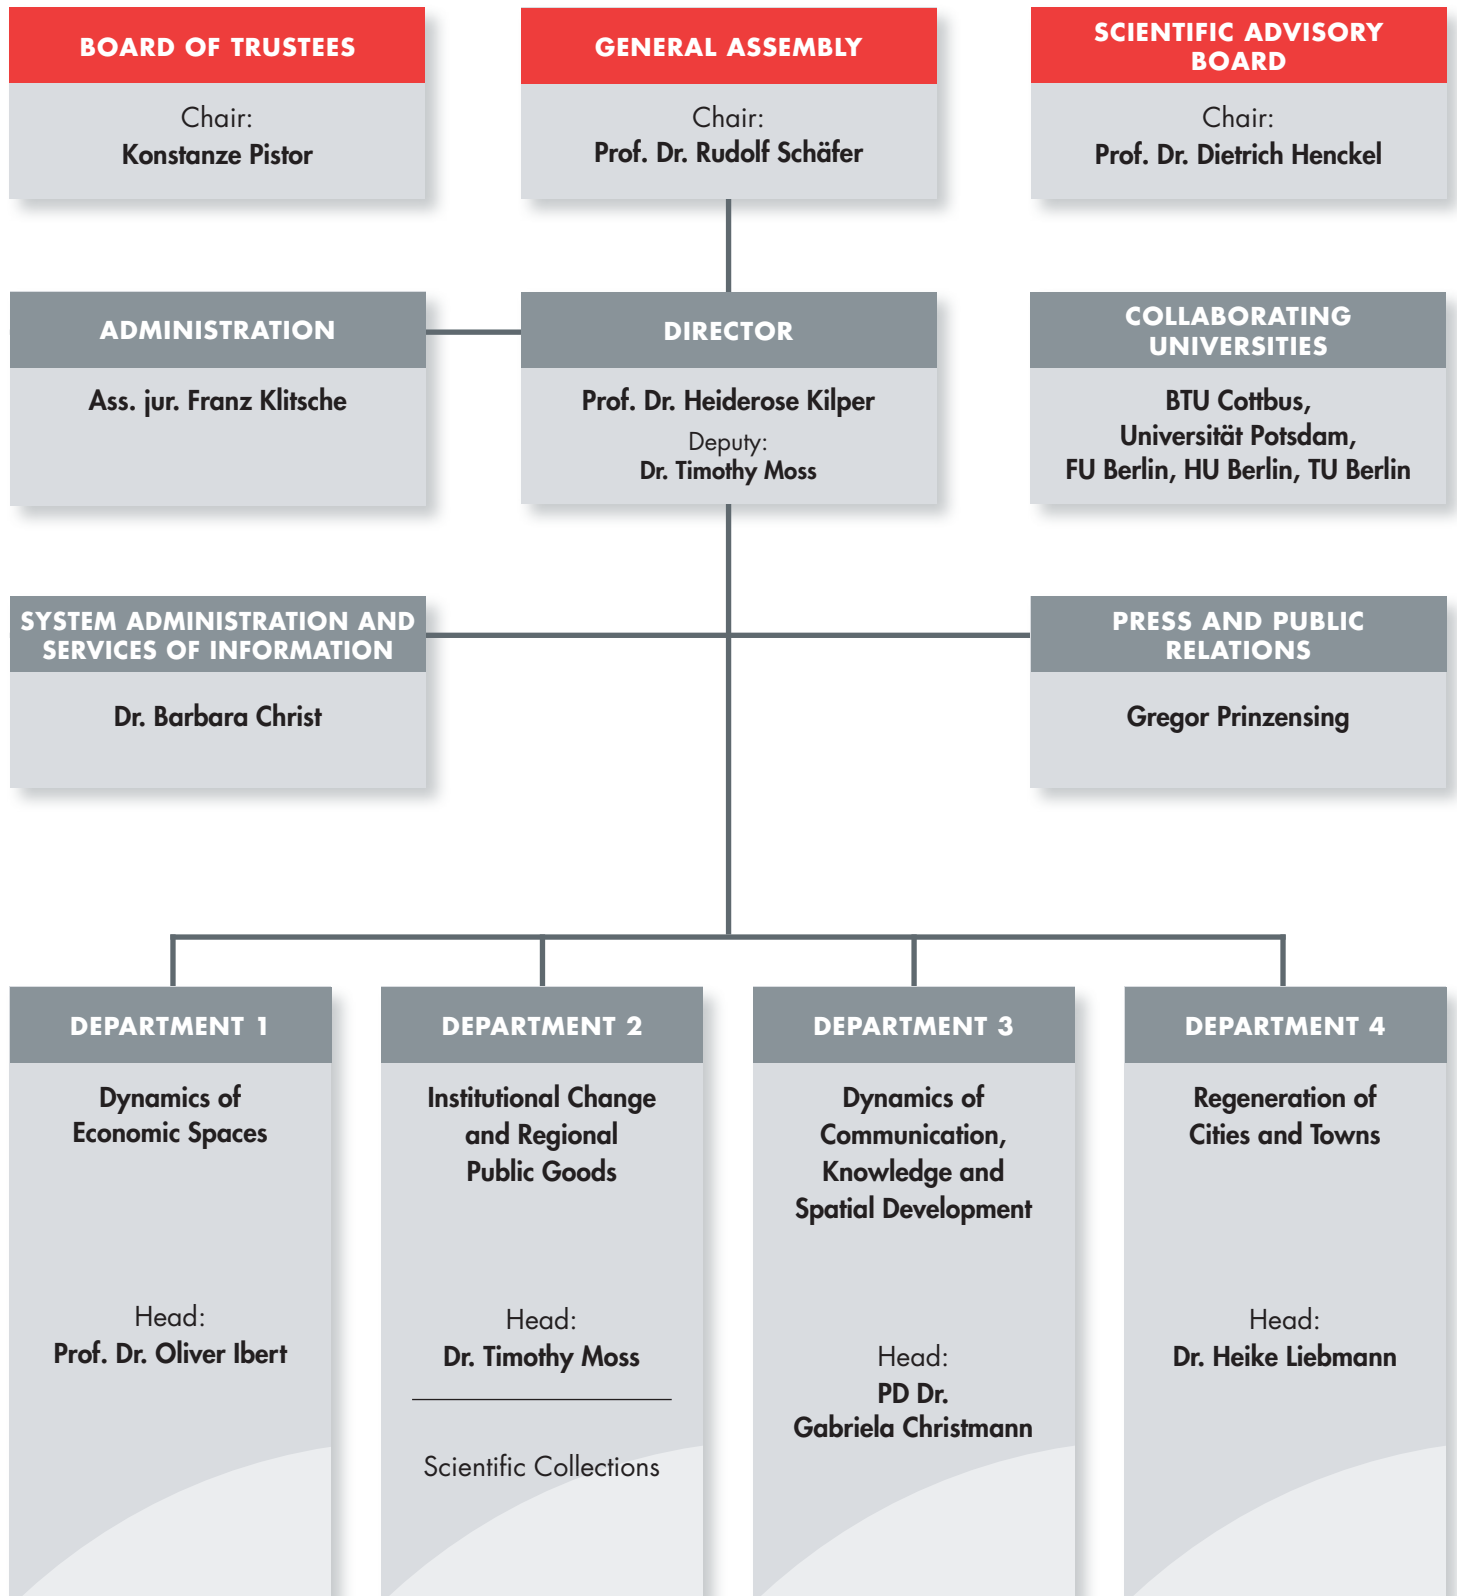 BOARD OF TRUSTEES
Chair:
Konstanze Pistor
GENERAL ASSEMBLY
Chair:
Prof. Dr. Rudolf Schäfer
SCIENTIFIC ADVISORY
BOARD
Chair:
Prof. Dr. Dietrich Henckel
ADMINISTRATION
Ass. jur. Franz Klitsche
DIRECTOR
Prof. Dr. Heiderose Kilper
Deputy:
Dr. Timothy Moss
COLLABORATING
UNIVERSITIES
BTU Cottbus,
Universität Potsdam,
FU Berlin, HU Berlin, TU Berlin
SYSTEM ADMINISTRATION AND
SERVICES OF INFORMATION
Dr. Barbara Christ
PRESS AND PUBLIC
RELATIONS
Gregor Prinzensing
DEPARTMENT 1
Dynamics of
Economic Spaces
Head:
Prof. Dr. Oliver Ibert
DEPARTMENT 2
Institutional Change
and Regional
Public Goods
Head:
Dr. Timothy Moss
Scientific Collections
DEPARTMENT 3
Dynamics of
Communication,
Knowledge and
Spatial Development
Head:
PD Dr.
Gabriela Christmann
DEPARTMENT 4
Regeneration of
Cities and Towns
Head:
Dr. Heike Liebmann